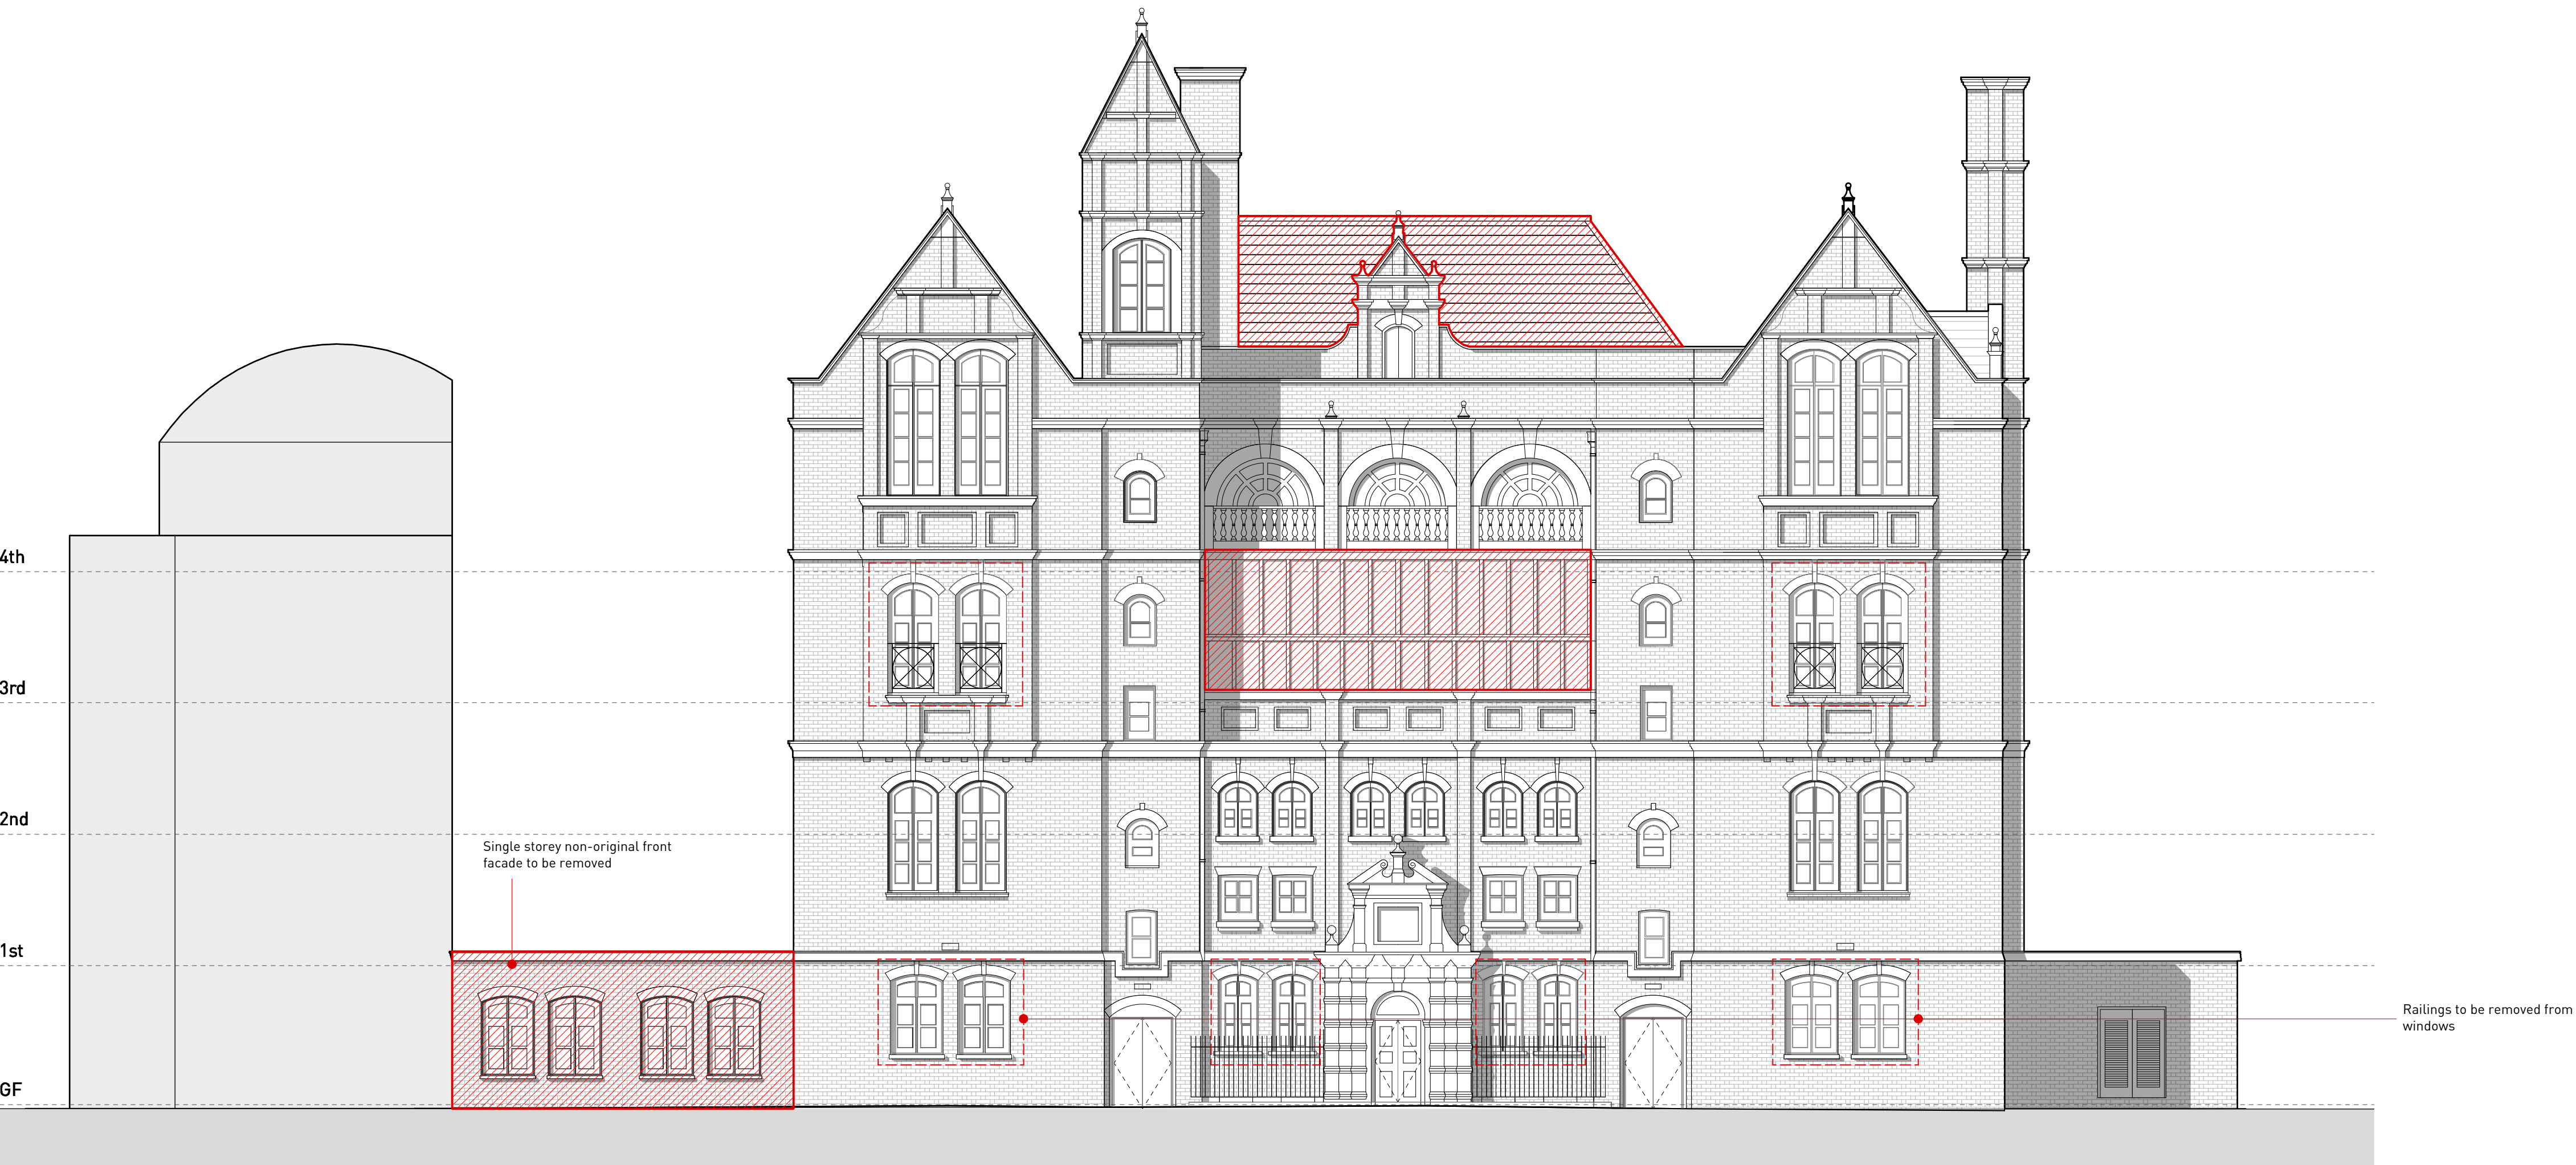 4th
3rd
2nd
Single storey non-original front
facade to be removed
1st
Railings to be removed from
windows
GF